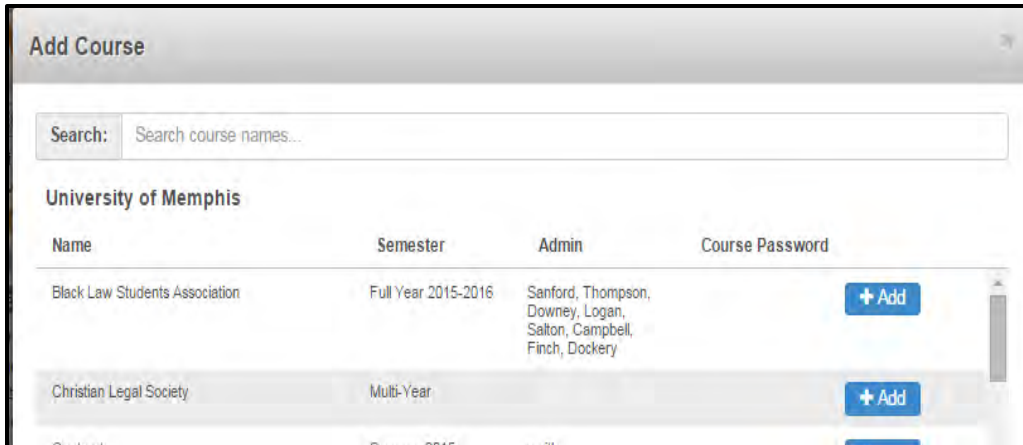 Add Course
Search: Search course names...
University of Memphis
Name Semester Admin Course Password
Black Law Students Association Full Year 2015-2016 Sanford, Thompson, + Add
Downey, Logan,
Salton, Campbell,
Finch, Dockery
Christian Legal Society Multi-Year + Add